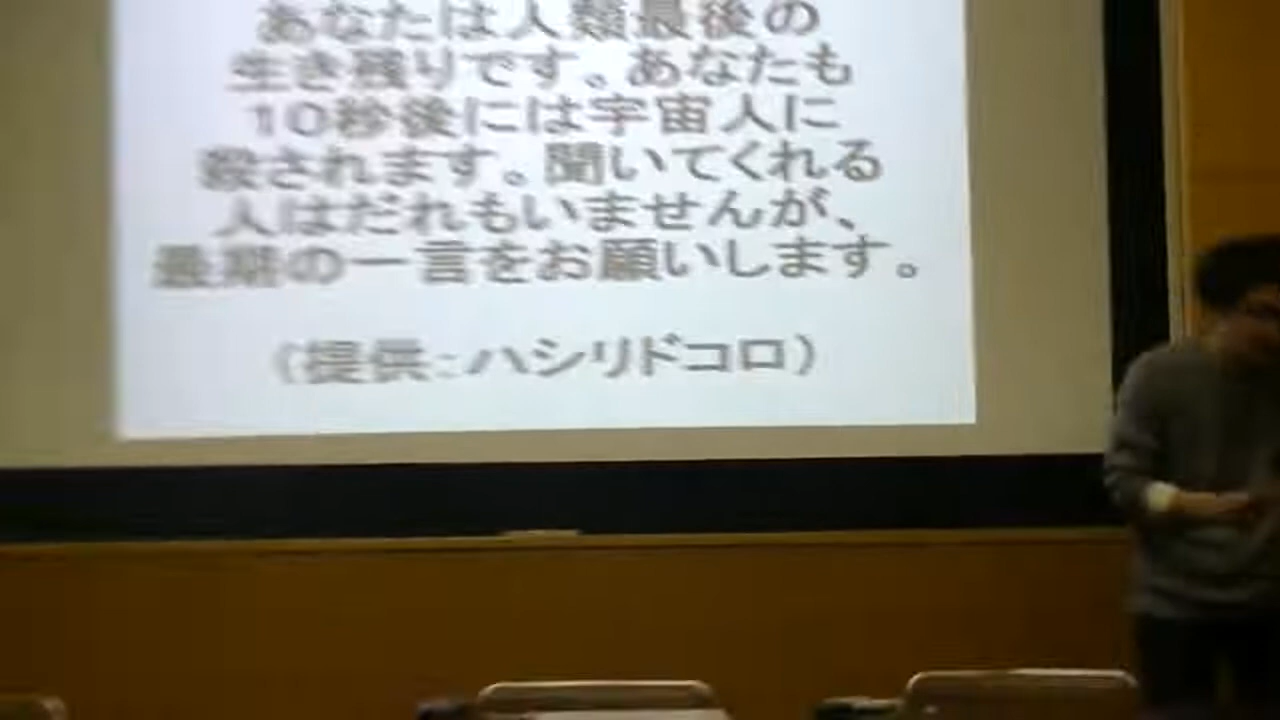 あなたは人類最後の
生き残りです。あなたも
10秒後には宇宙人に
殺されます。聞いてくれる
人はだれもいませんが、
最期の一言をお願いします。
（提供：ハシリドコロ）